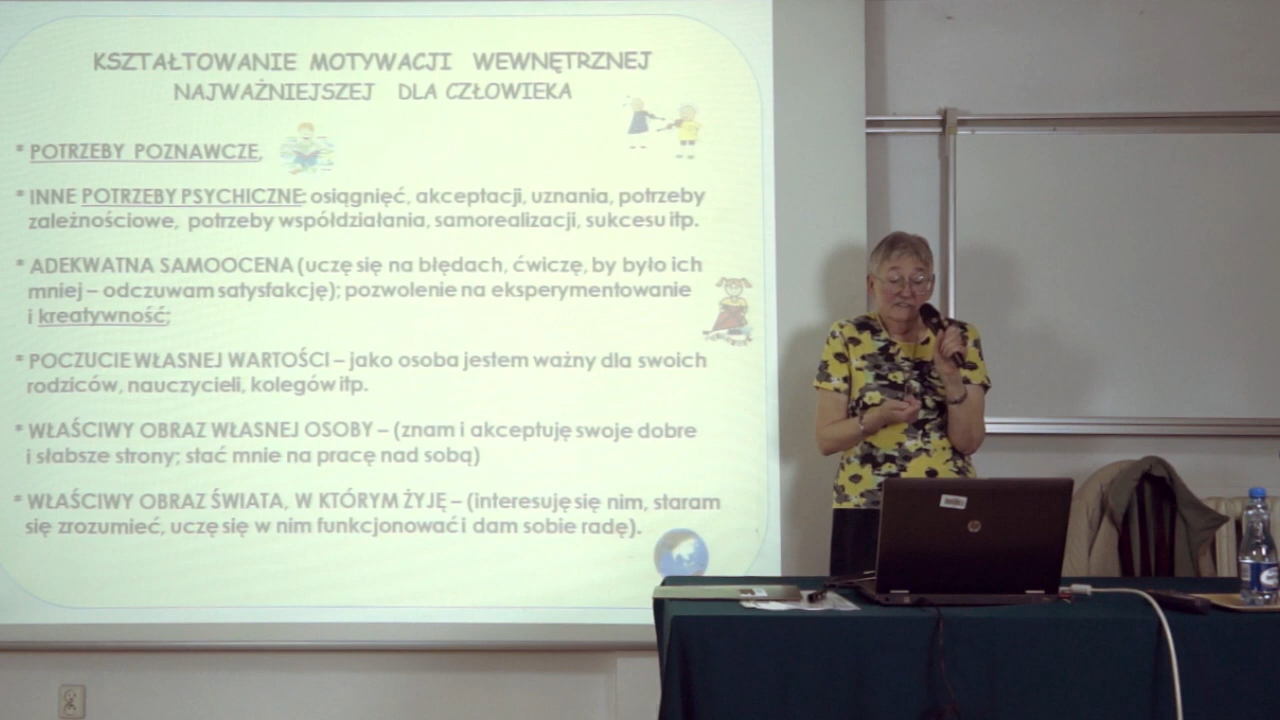 KSZTAŁTOWANIE MOTYWACJI WEWNĘTRZNEJ
NAJWAŻNIEJSZEJ DLA CZŁOWIEKA
* POTRZEBY POZNAWCZE,
* INNE POTRZEBY PSYCHICZNE: osiągnięć, akceptacji, uznania, potrzeby
zależnościowe, potrzeby współdziałania, samorealizacji, sukcesu itp.
* ADEKWATNA SAMOOCENA (uczę się na błędach, ćwiczę, by było ich
mniej – odczuwam satysfakcję); pozwolenie na eksperymentowanie
i kreatywność;
* POCZUCIE WŁASNEJ WARTOŚCI – jako osoba jestem ważny dla swoich
rodziców, nauczycieli, kolegów itp.
* WŁAŚCIWY OBRAZ WŁASNEJ OSOBY – (znam i akceptuję swoje dobre
i słabsze strony; stać mnie na pracę nad sobą)
* WŁAŚCIWY OBRAZ ŚWIATA, W KTÓRYM ŻYJĘ – (interesuję się nim, staram
się zrozumieć, uczę się w nim funkcjonować i dam sobie radę).
hp